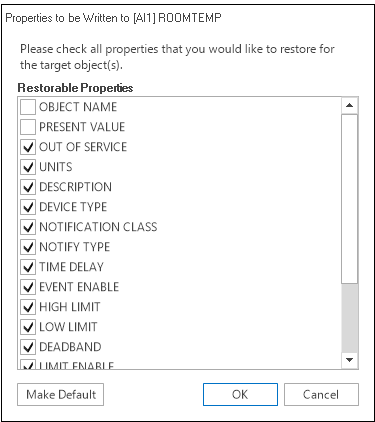 Properties to be Written to [AI1] ROOMTEMP
Please check all properties that you would like to restore for
the target object(s).
Restorable Properties
OBJECT NAME
PRESENT VALUE
OUT OF SERVICE
UNITS
DESCRIPTION
DEVICE TYPE
NOTIFICATION CLASS
NOTIFY TYPE
TIME DELAY
EVENT ENABLE
HIGH LIMIT
LOW LIMIT
DEADBAND
LIMIT ENABLE
Make Default
OK
Cancel